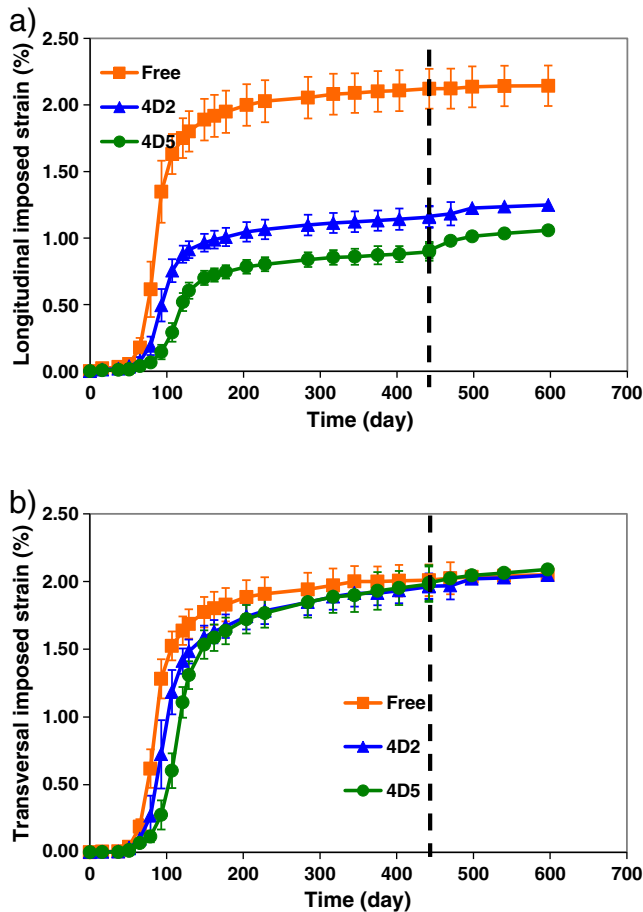 a)
Longitudinal imposed strain (%)
2.50
2.00
1.50
1.00
0.50
0.00
Free
4D2
4D5
0 100 200 300 400 500 600 700
Time (day)
b)
Transversal imposed strain (%)
2.50
2.00
1.50
1.00
0.50
0.00
Free
4D2
4D5
0 100 200 300 400 500 600 700
Time (day)